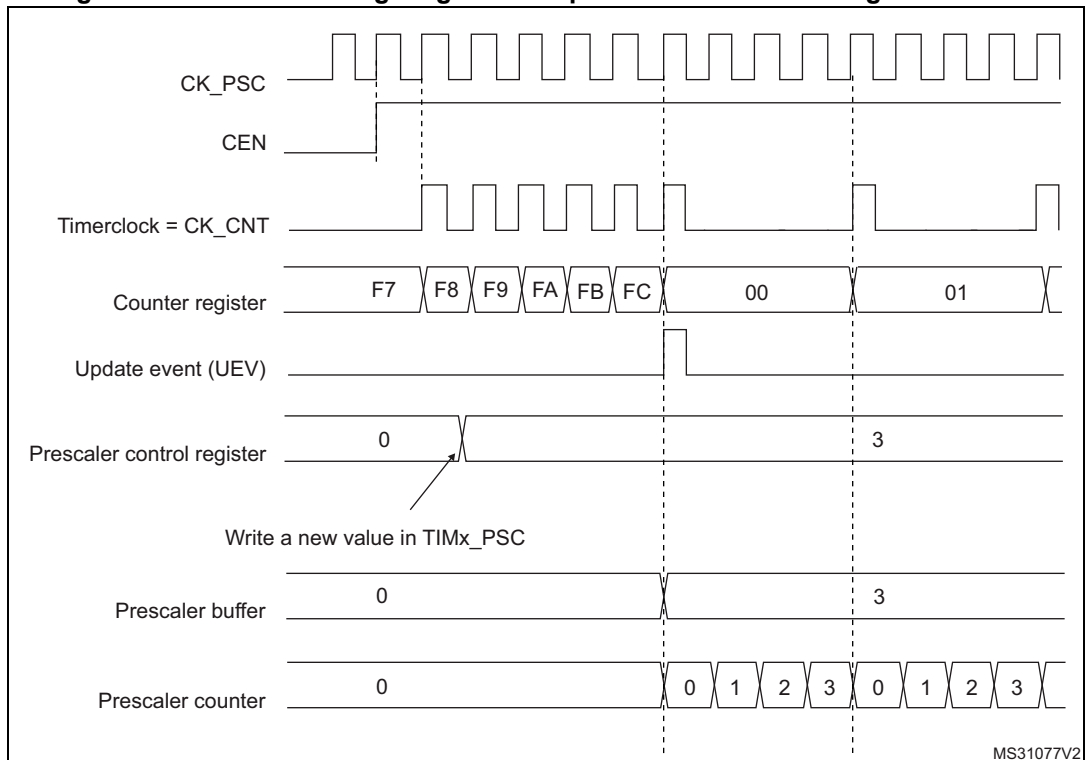 CK_PSC
CEN
Timerclock = CK_CNT
Counter register
F7 F8 F9 FA FB FC 00 01
Update event (UEV)
Prescaler control register
0 3
Write a new value in TIMx_PSC
Prescaler buffer
0 3
Prescaler counter
0 0 1 2 3 0 1 2 3
MS31077V2